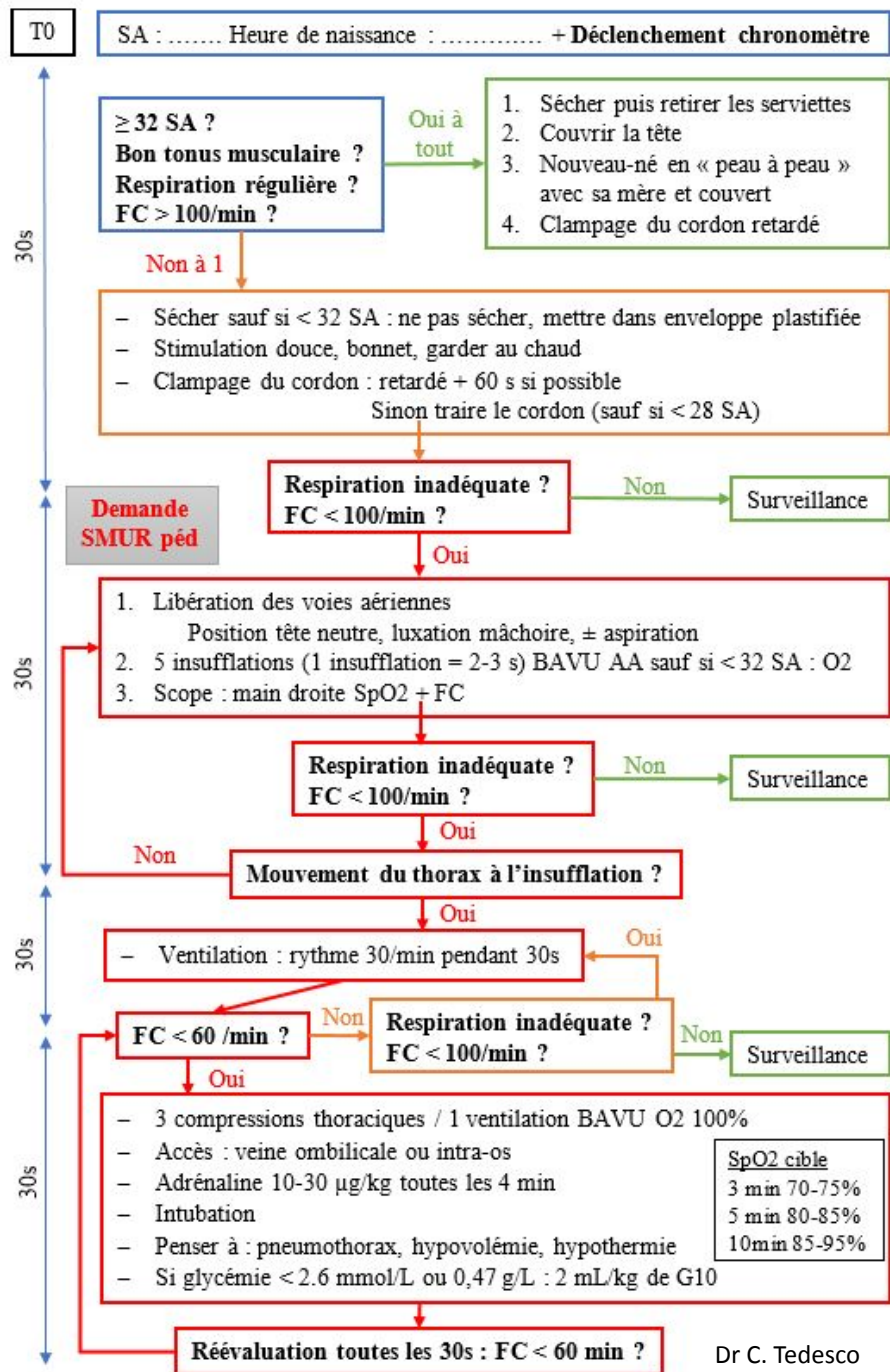 T0
SA : ....... Heure de naissance : ............. + Déclenchement chronomètre
30s
≥ 32 SA ?
Bon tonus musculaire ?
Respiration régulière ?
FC > 100/min ?
Oui à
tout
1. Sécher puis retirer les serviettes
2. Couvrir la tête
3. Nouveau-né en « peau à peau »
avec sa mère et couvert
4. Clampage du cordon retardé
Non à 1
– Sécher sauf si < 32 SA : ne pas sécher, mettre dans enveloppe plastifiée
– Stimulation douce, bonnet, garder au chaud
– Clampage du cordon : retardé + 60 s si possible
Sinon traire le cordon (sauf si < 28 SA)
30s
Demande
SMUR péd
Respiration inadéquate ?
FC < 100/min ?
Non
Surveillance
Oui
1. Libération des voies aériennes
Position tête neutre, luxation mâchoire, ± aspiration
2. 5 insufflations (1 insufflation = 2-3 s) BAVU AA sauf si < 32 SA : O2
3. Scope : main droite SpO2 + FC
Respiration inadéquate ?
FC < 100/min ?
Non
Surveillance
Oui
Non
Mouvement du thorax à l’insufflation ?
Oui
30s
– Ventilation : rythme 30/min pendant 30s
Oui
FC < 60 /min ?
Non
Respiration inadéquate ?
FC < 100/min ?
Non
Surveillance
Oui
30s
– 3 compressions thoraciques / 1 ventilation BAVU O2 100%
– Accès : veine ombilicale ou intra-os
– Adrénaline 10-30 µg/kg toutes les 4 min
– Intubation
– Penser à : pneumothorax, hypovolémie, hypothermie
– Si glycémie < 2.6 mmol/L ou 0,47 g/L : 2 mL/kg de G10
SpO2 cible
3 min 70-75%
5 min 80-85%
10min 85-95%
Réévaluation toutes les 30s : FC < 60 min ?
Dr C. Tedesco